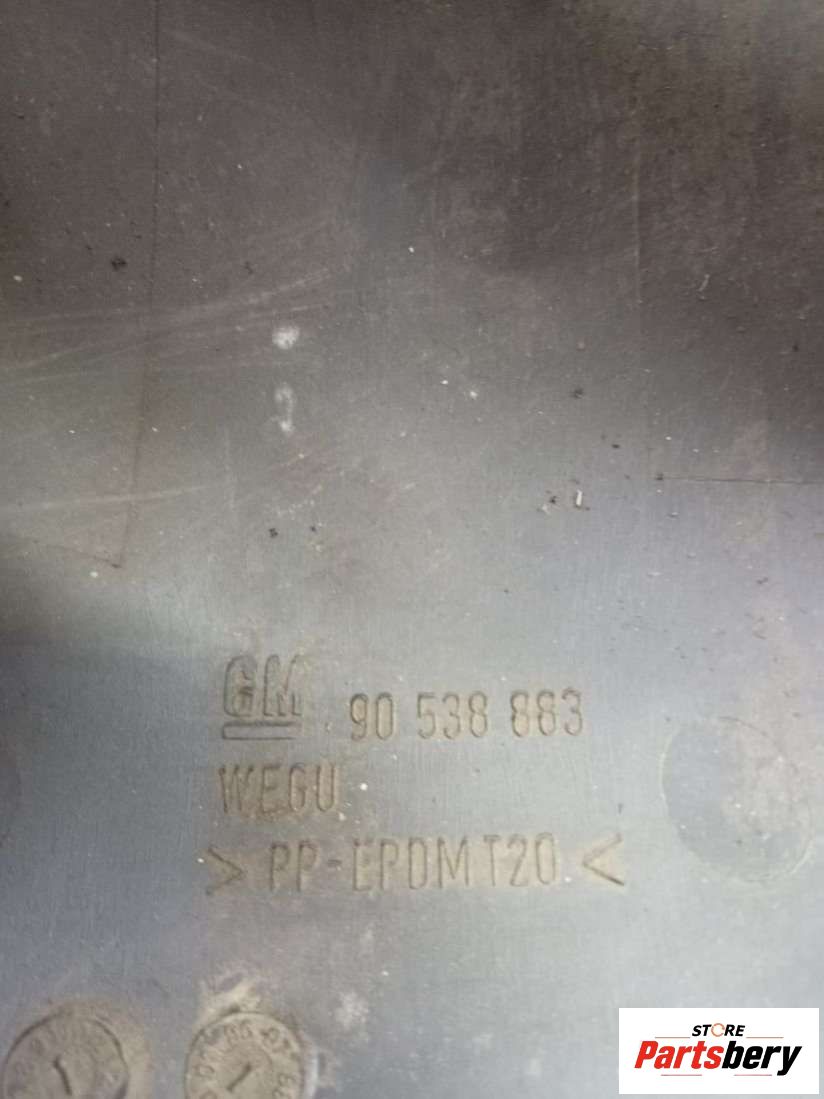 GM 90 538 883
WEGU
> PP-EPDM T20 <
STORE
Partsbery